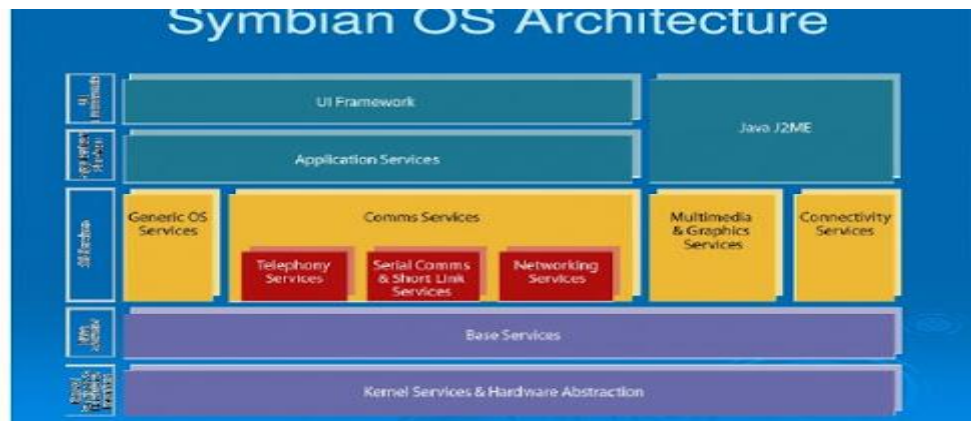 Symbian OS Architecture
UI Framework
Java J2ME
Application Services
Generic OS
Services
Comms Services
Multimedia
& Graphics
Services
Connectivity
Services
Telephony
Services
Serial Comms
& Short Link
Services
Networking
Services
Base Services
Kernel Services & Hardware Abstraction